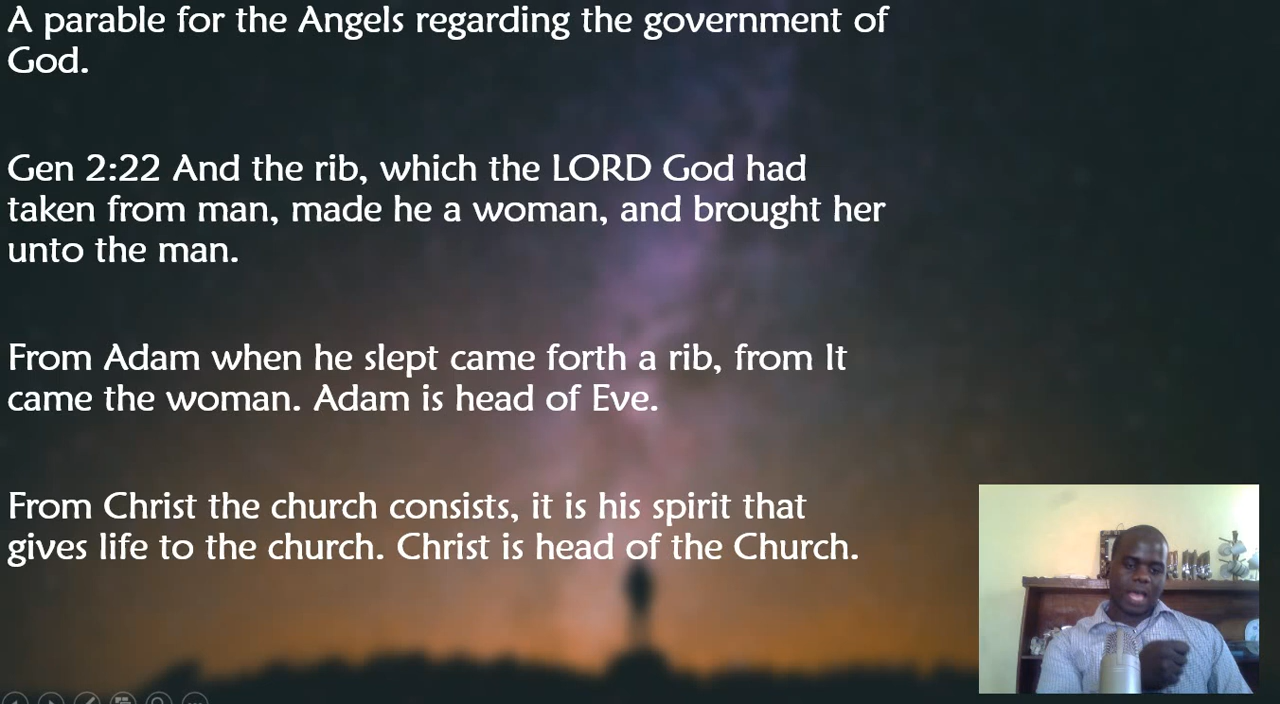 A parable for the Angels regarding the government of
God.
Gen 2:22 And the rib, which the LORD God had
taken from man, made he a woman, and brought her
unto the man.
From Adam when he slept came forth a rib, from It
came the woman. Adam is head of Eve.
From Christ the church consists, it is his spirit that
gives life to the church. Christ is head of the Church.